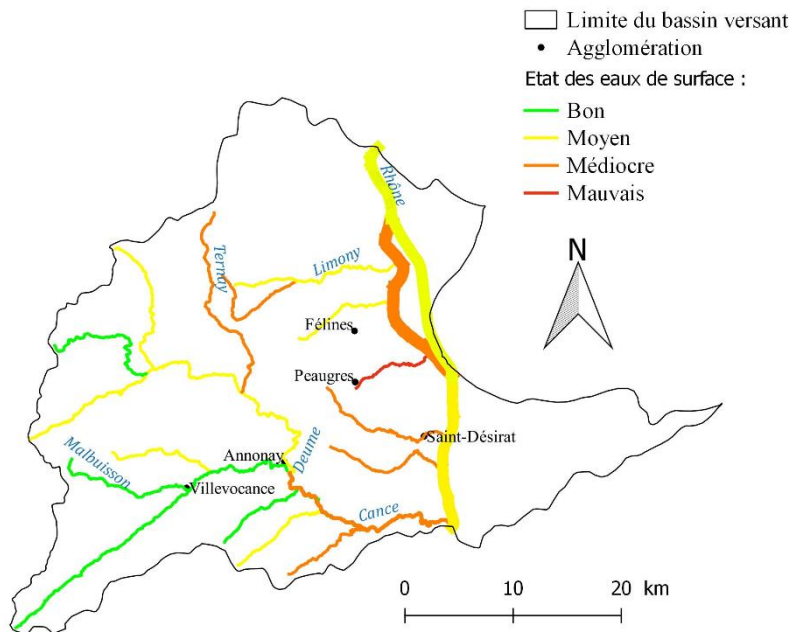 Limite du bassin versant
Agglomération
Etat des eaux de surface :
Bon
Moyen
Médiocre
Mauvais
N
Rhône
Ternay
Limony
Félines
Peaugres
Saint-Désirat
Annonay
Deume
Malbuisson
Villevocance
Cance
0 10 20 km